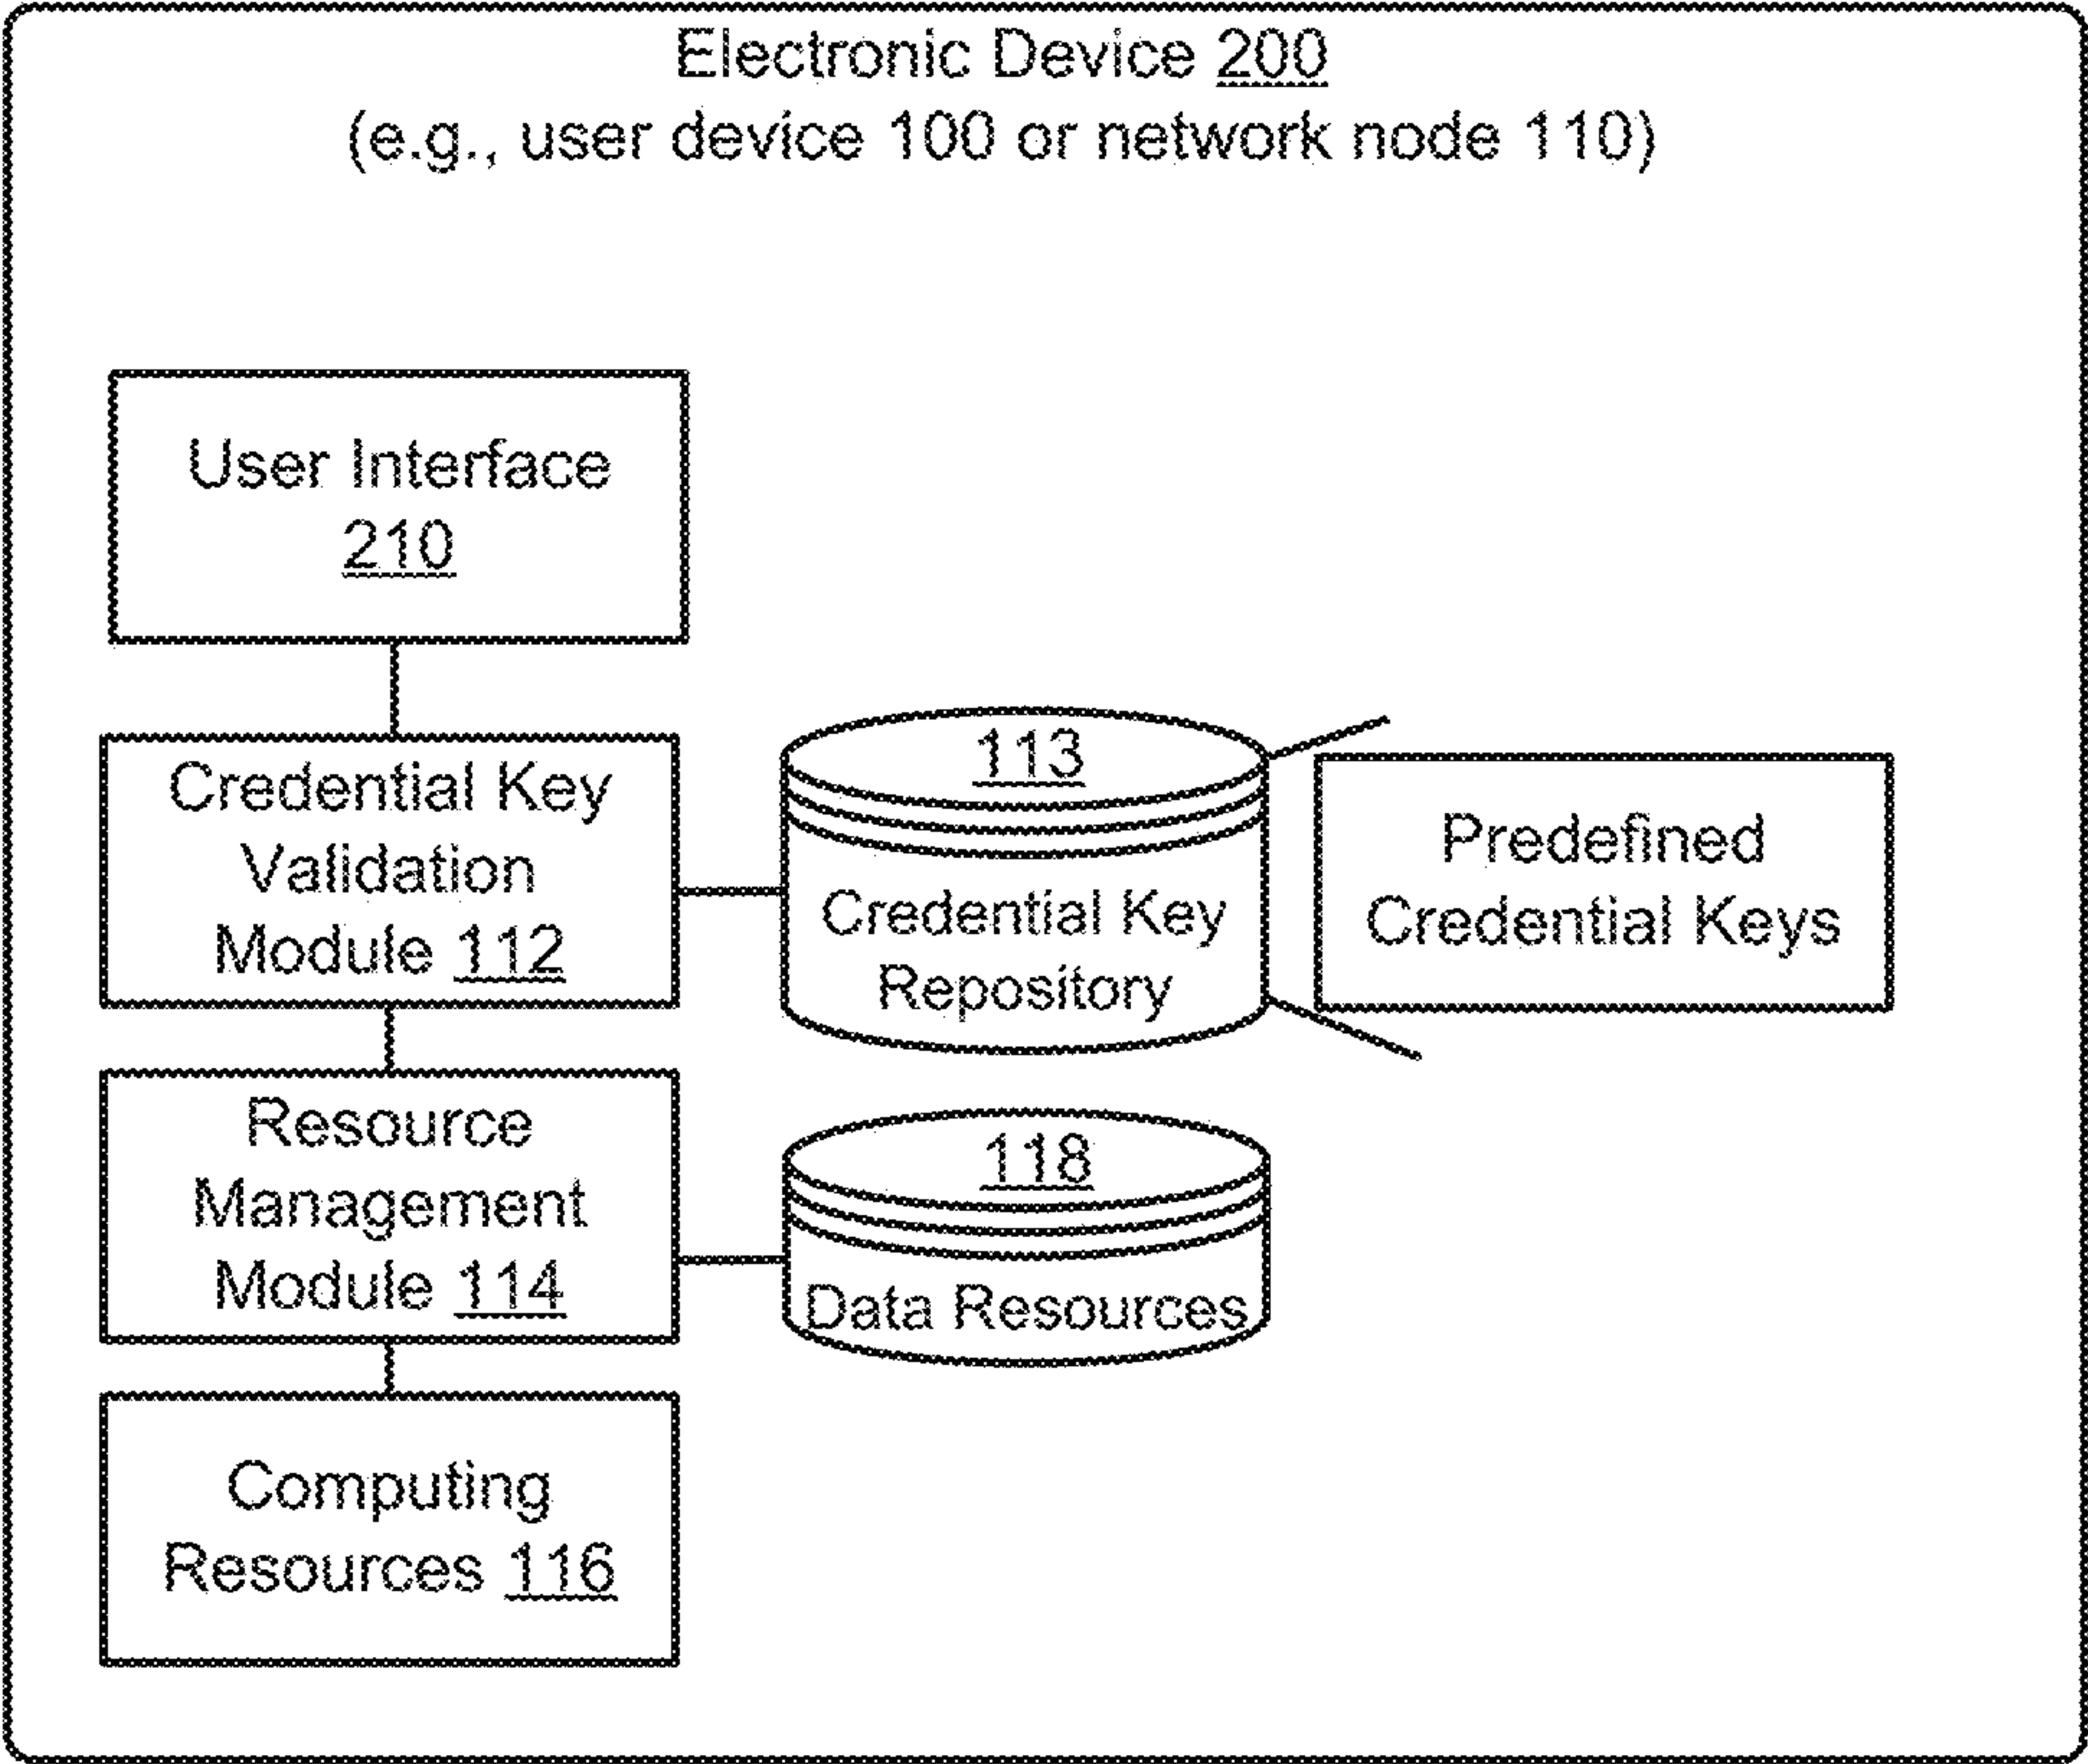 Electronic Device 200
(e.g., user device 100 or network node 110)
User Interface
210
Credential Key
Validation
Module 112
113
Credential Key
Repository
Predefined
Credential Keys
Resource
Management
Module 114
118
Data Resources
Computing
Resources 116